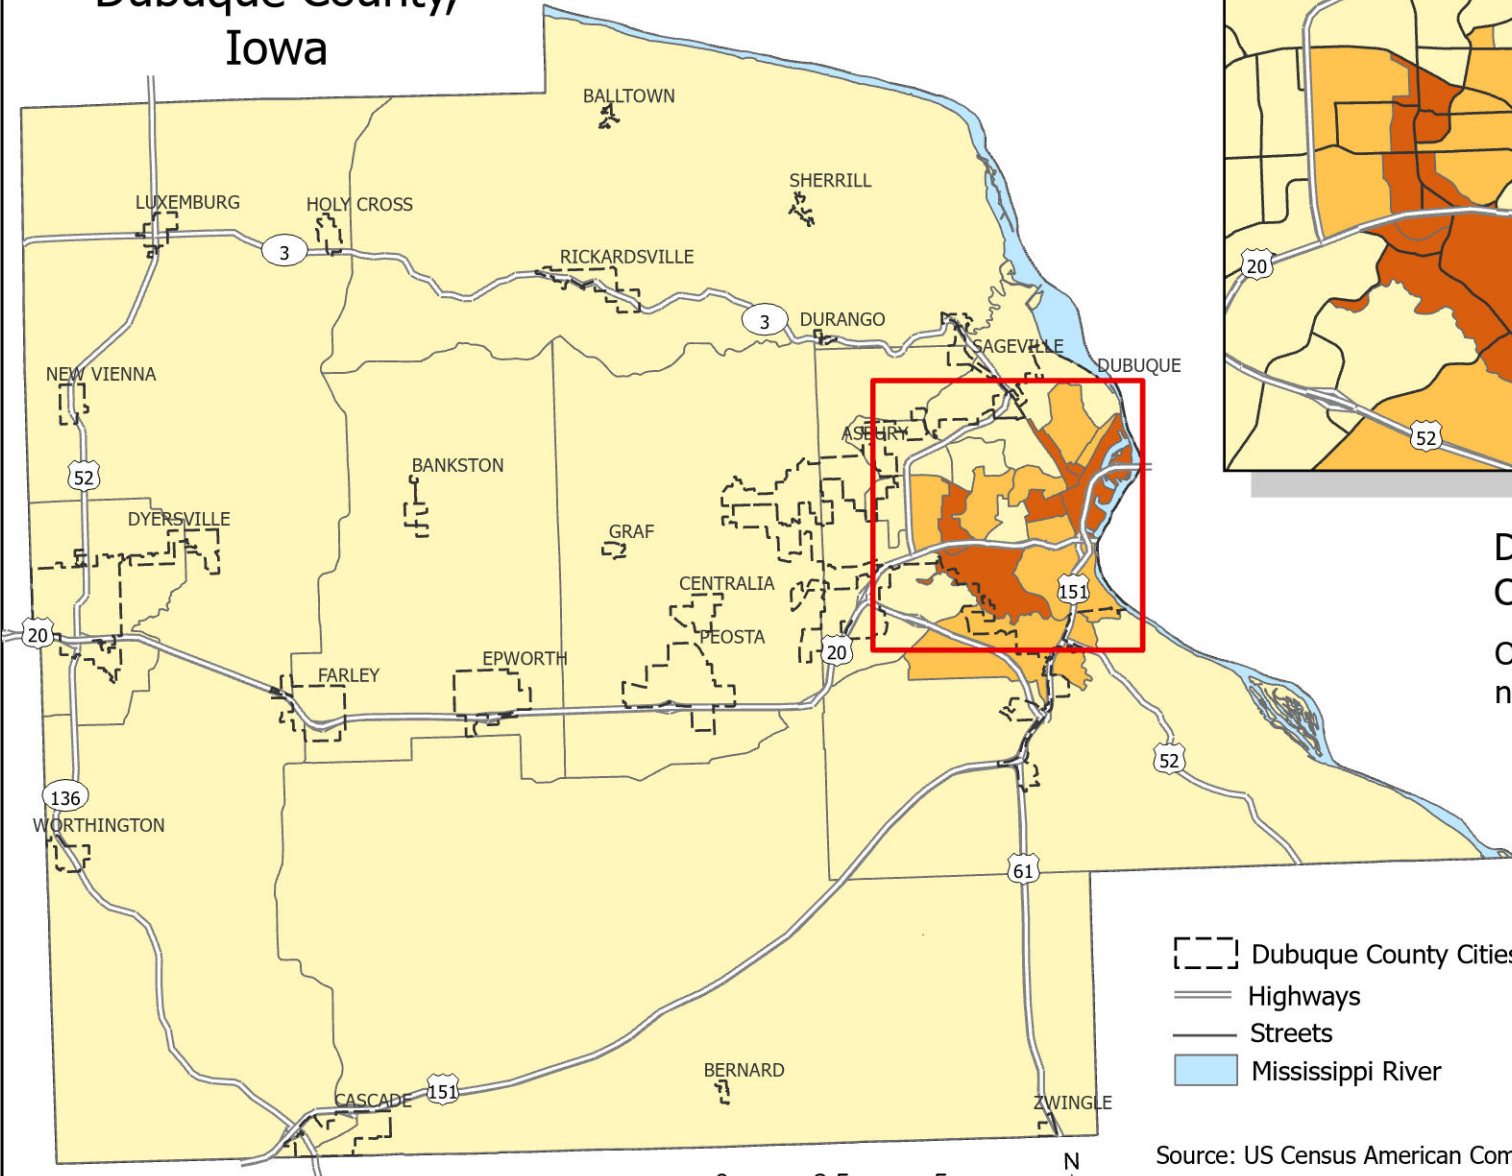 Dubuque County,
Iowa
BALLTOWN
SHERRILL
LUXEMBURG
HOLY CROSS
3
RICKARDSVILLE
20
3
DURANGO
SAGEVILLE
DUBUQUE
NEW VIENNA
52
ASBURY
52
BANKSTON
DYERSVILLE
GRAF
CENTRALIA
151
20
PEOSTA
20
EPWORTH
FARLEY
52
136
WORTHINGTON
61
Dubuque County Cities
Highways
Streets
Mississippi River
BERNARD
151
CASCADE
ZWINGLE
N
Source: US Census American Com